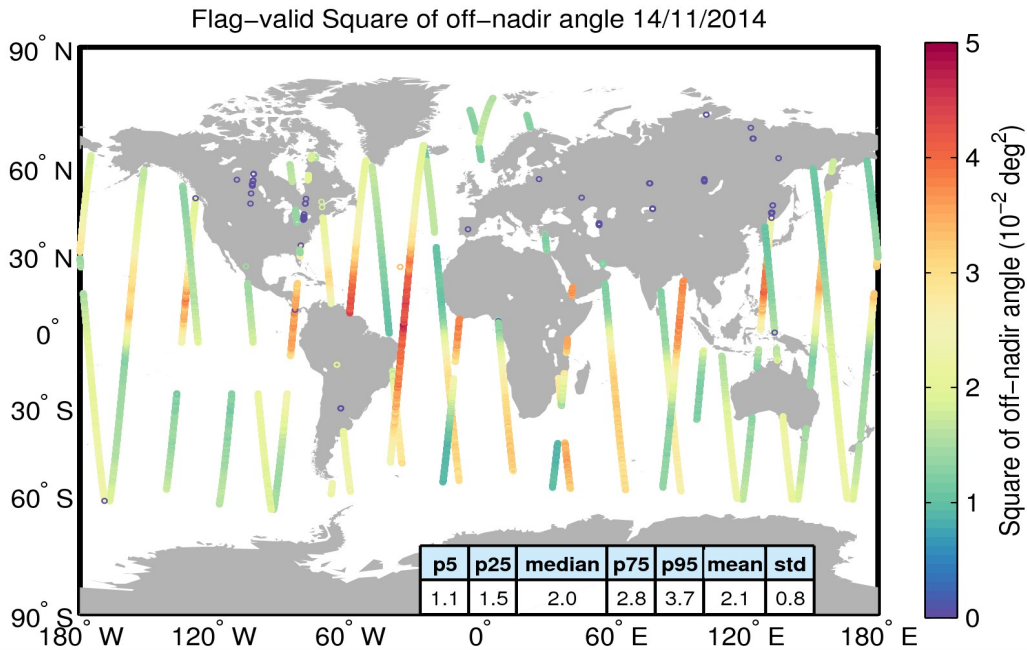 Flag−valid Square of off−nadir angle 14/11/2014
90° N
60° N
30° N
0°
30° S
60° S
90° S
180° W
120° W
60° W
0°
60° E
120° E
180° E
p5 p25 median p75 p95 mean std
1.1 1.5 2.0 2.8 3.7 2.1 0.8
5
4
3
2
1
0
Square of off−nadir angle (10⁻² deg²)